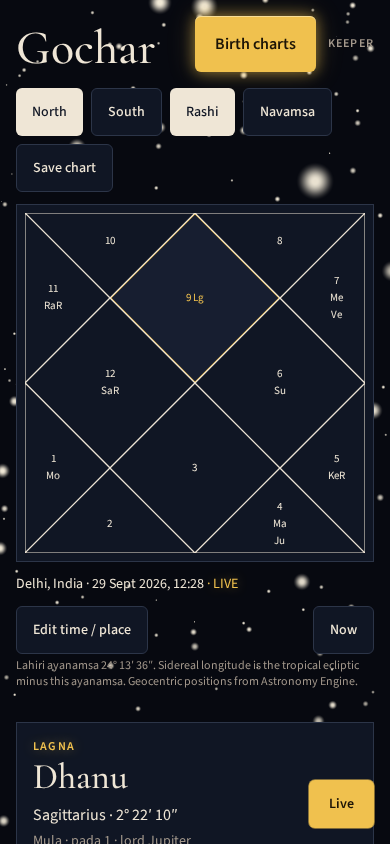 Gochar
Birth charts
KEEPER
North
South
Rashi
Navamsa
Save chart
10
8
11
RaR
9 Lg
7
Me
Ve
12
SaR
6
Su
1
Mo
3
5
KeR
2
4
Ma
Ju
Delhi, India · 29 Sept 2026, 12:28 · LIVE
Edit time / place
Now
Lahiri ayanamsa 24° 13′ 36″. Sidereal longitude is the tropical ecliptic
minus this ayanamsa. Geocentric positions from Astronomy Engine.
LAGNA
Dhanu
Sagittarius · 2° 22′ 10″
Live
Mula · pada 1 · lord Jupiter